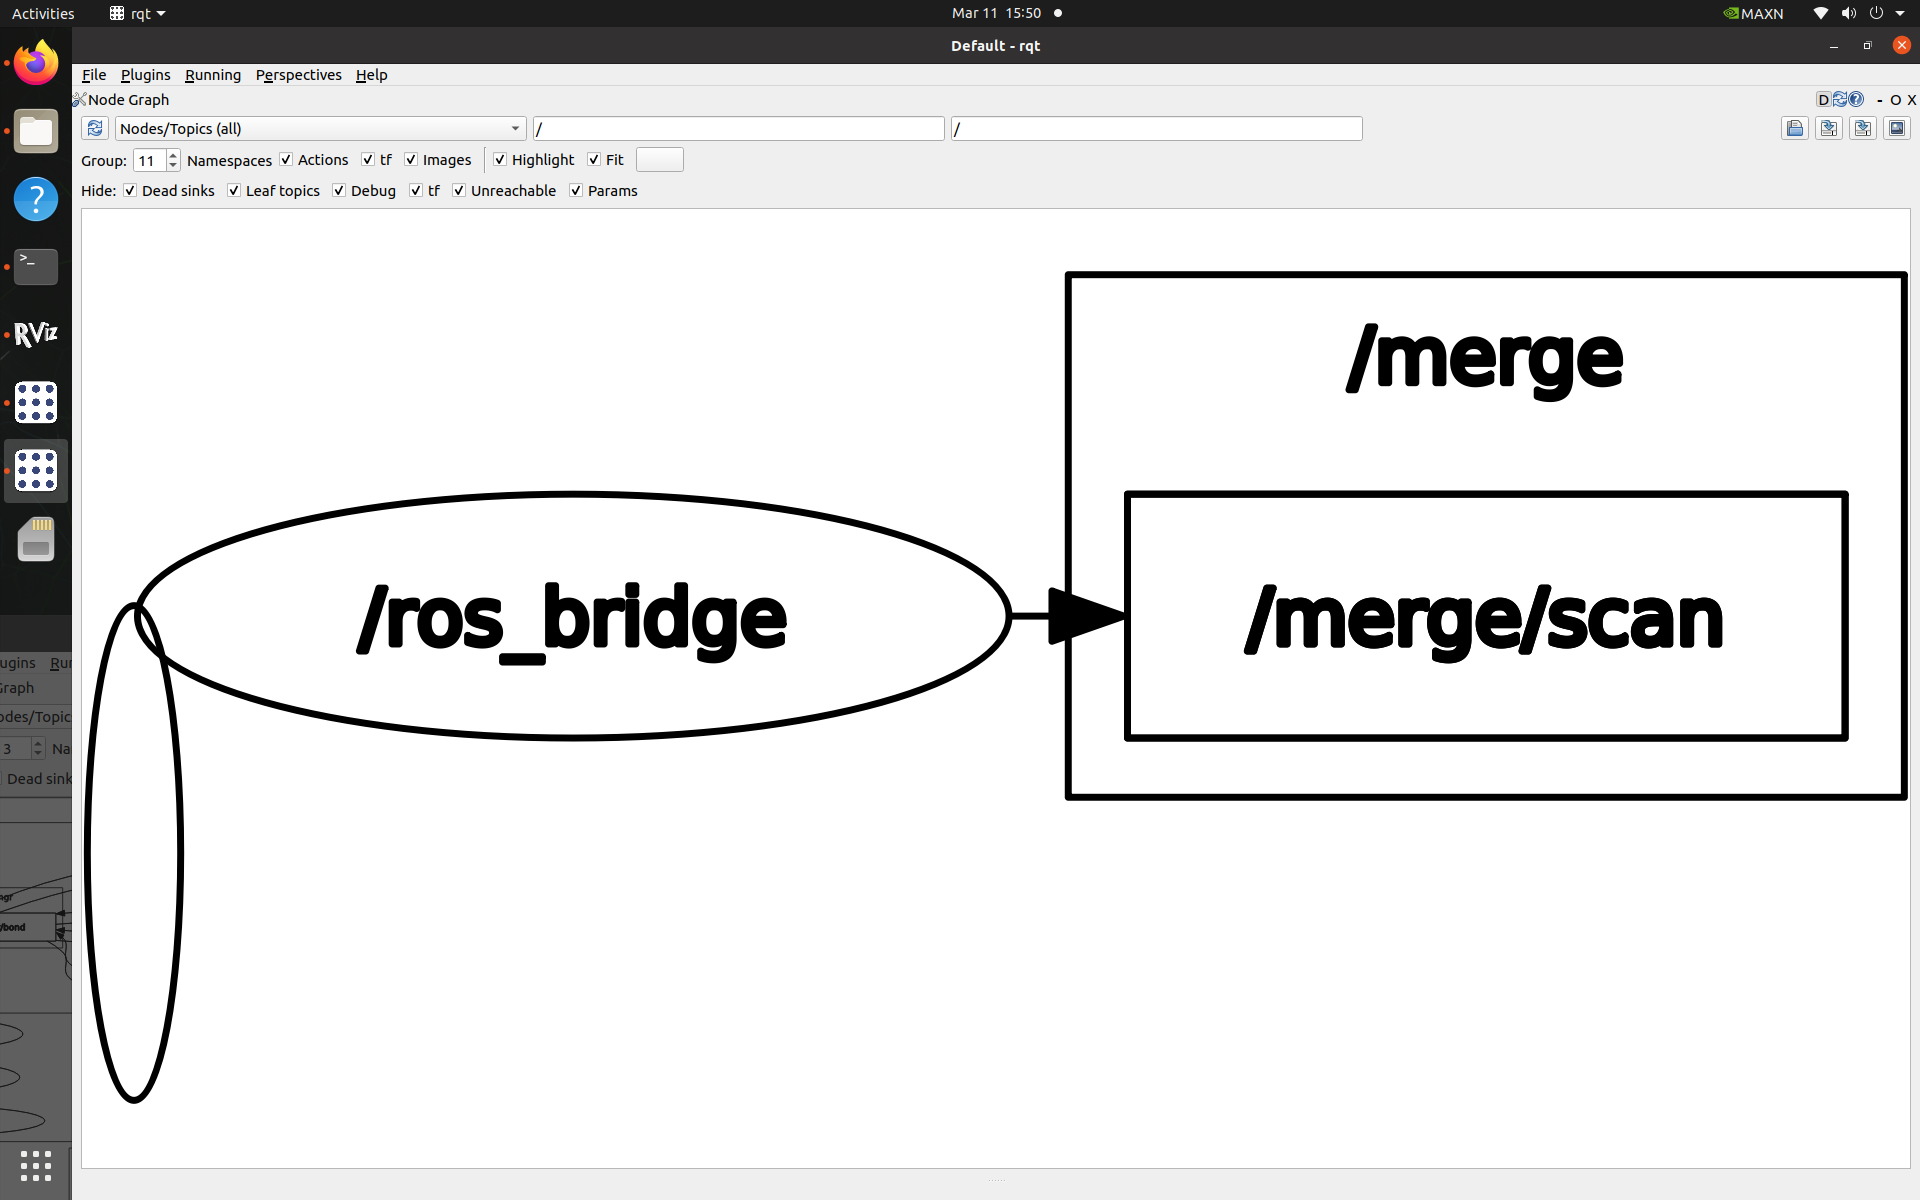 Activities rqt Mar 11 15:50 MAXN
Default - rqt
File Plugins Running Perspectives Help
Node Graph D - O X
Nodes/Topics (all) / /
Group: 11 Namespaces Actions tf Images Highlight Fit
Hide: Dead sinks Leaf topics Debug tf Unreachable Params
>_
RViz
/merge
/ros_bridge
/merge/scan
ugins Ru
Graph
odes/Topic
3 Na
Dead sink
/bond